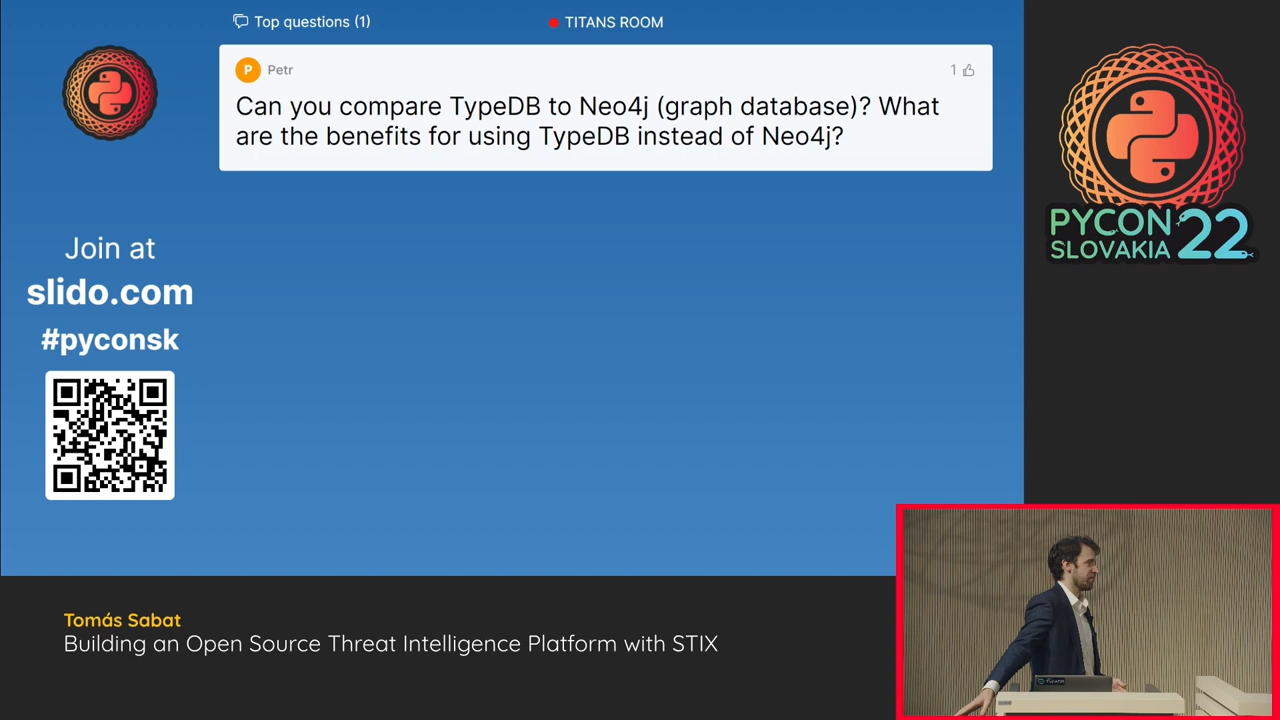 Top questions (1)
TITANS ROOM
P
Petr
1
Can you compare TypeDB to Neo4j (graph database)? What
are the benefits for using TypeDB instead of Neo4j?
Join at
slido.com
#pyconsk
PYCON
SLOVAKIA
22
Tomás Sabat
Building an Open Source Threat Intelligence Platform with STIX